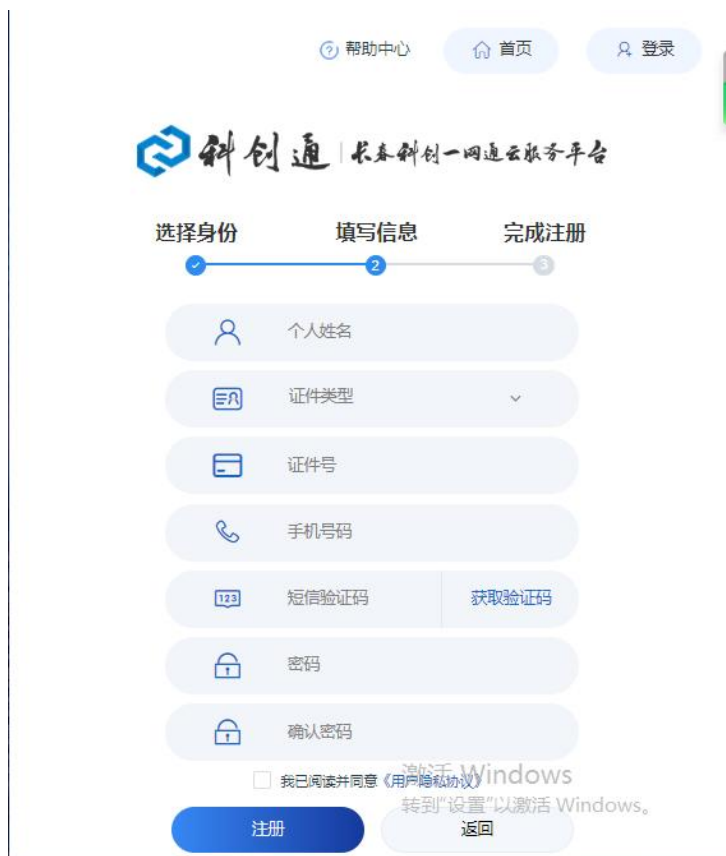 帮助中心 首页 登录
科创通 长春科创一网通云服务平台
选择身份 填写信息 完成注册
2 3
个人姓名
证件类型
证件号
手机号码
123 短信验证码 获取验证码
密码
确认密码
我已阅读并同意《用户隐私协议》
激活 Windows
转到"设置"以激活 Windows。
注册 返回